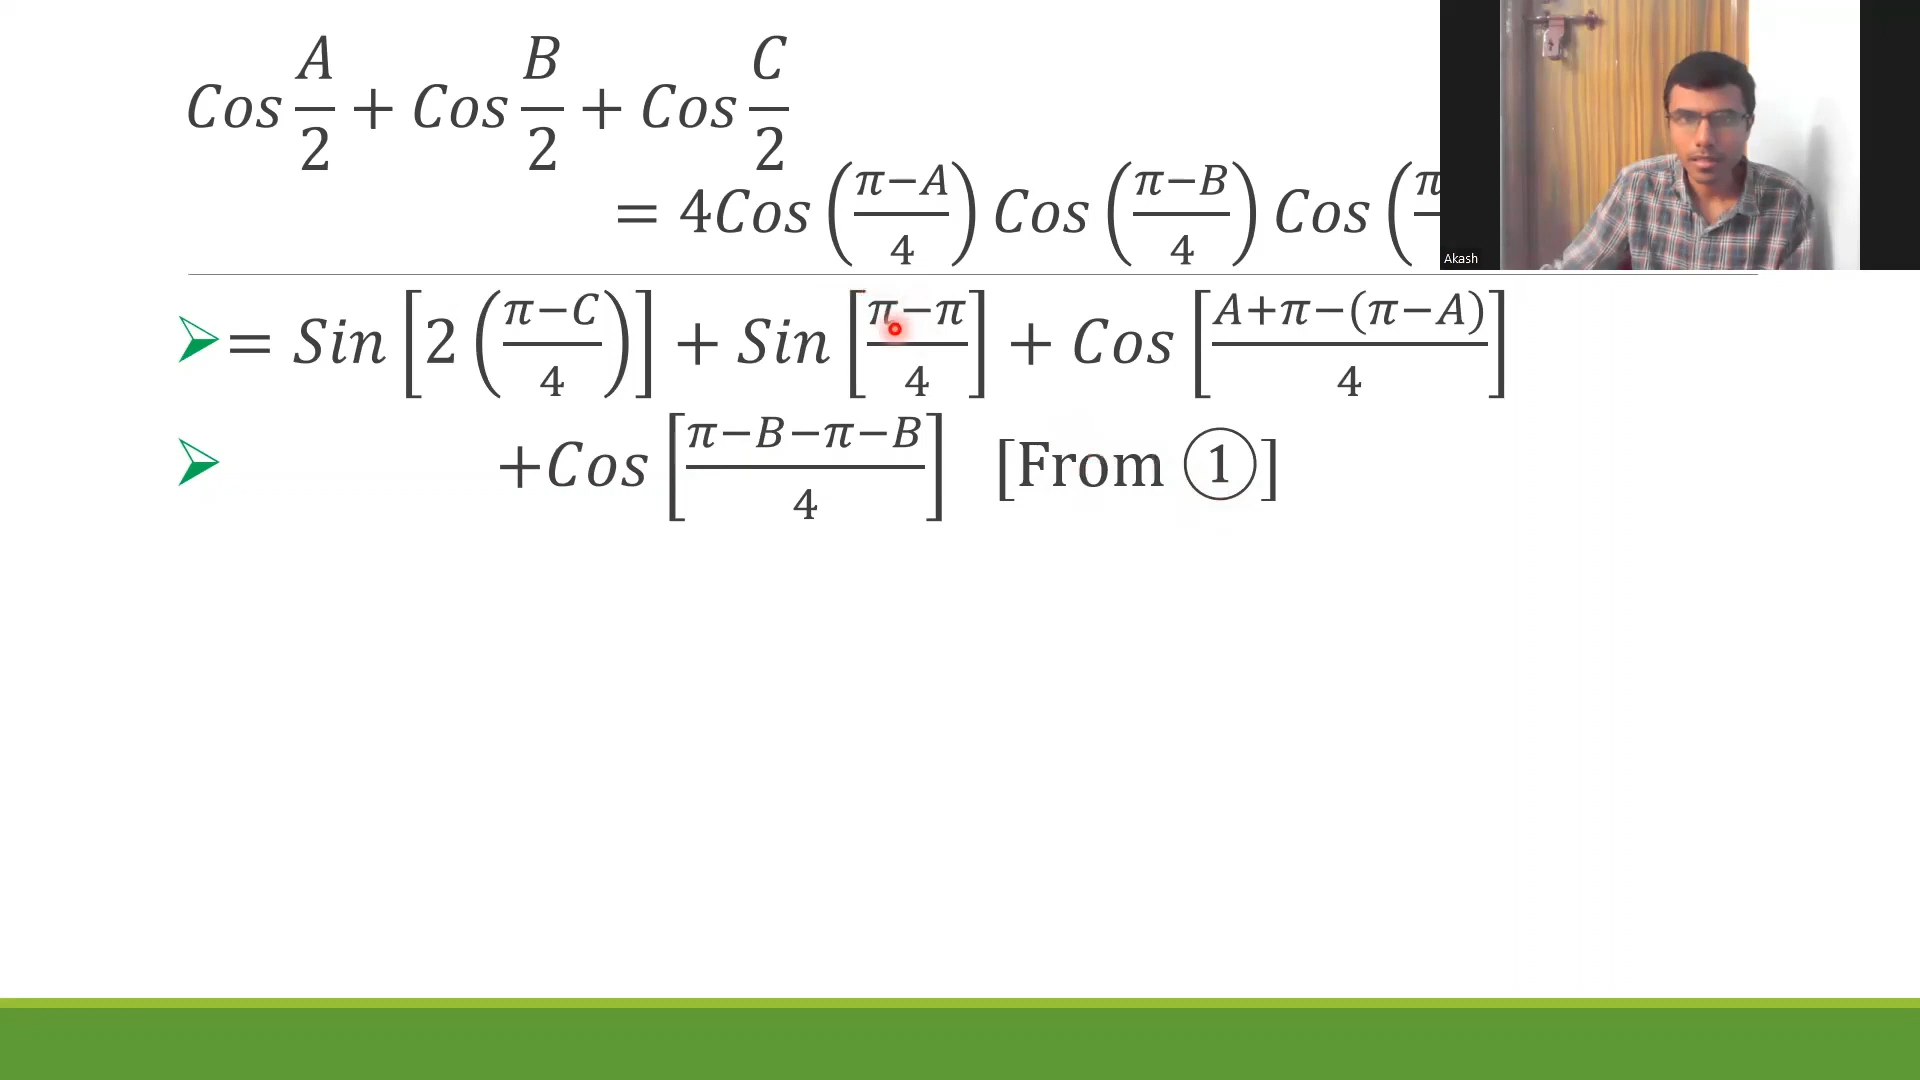 Cos A/2 + Cos B/2 + Cos C/2
= 4Cos (π−A/4) Cos (π−B/4) Cos (π
Akash
= Sin [2 (π−C/4)] + Sin [π−π/4] + Cos [A+π−(π−A)/4]
+Cos [π−B−π−B/4] [From ①]